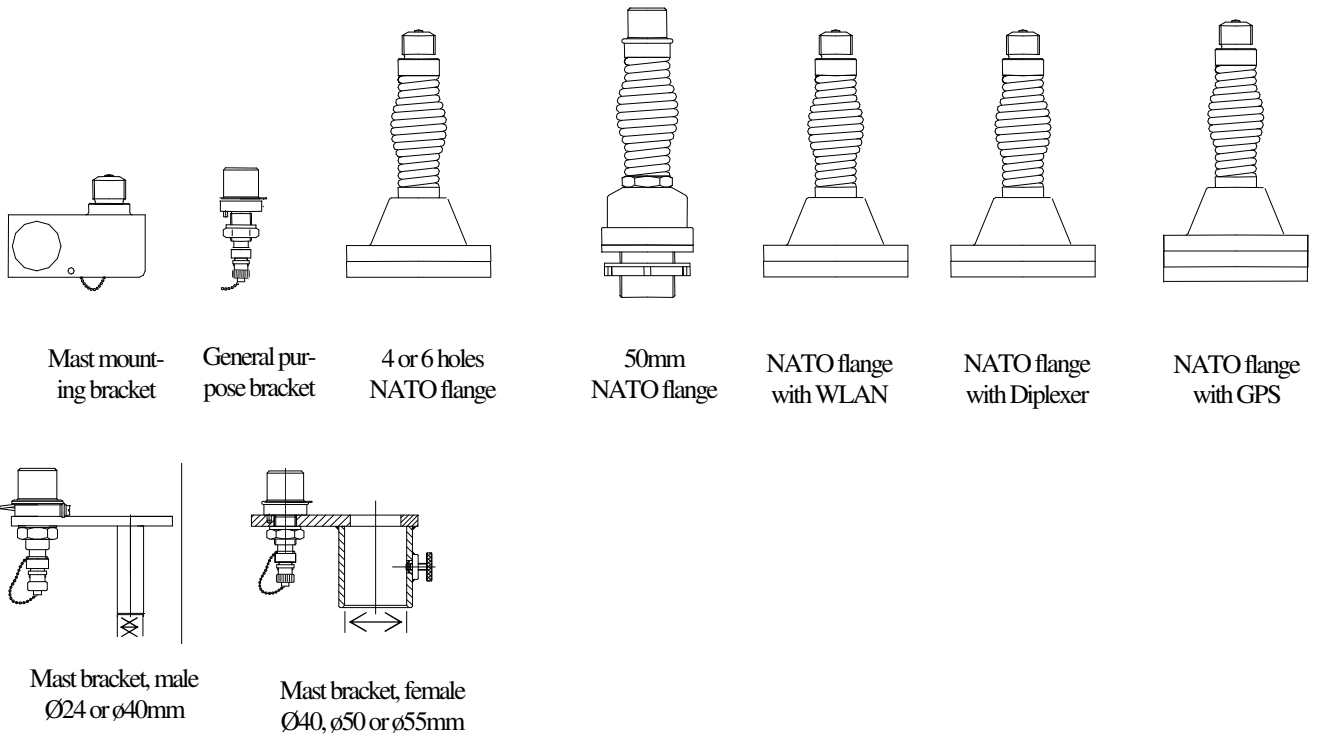 Mast mount-
ing bracket
General pur-
pose bracket
4 or 6 holes
NATO flange
50mm
NATO flange
NATO flange
with WLAN
NATO flange
with Diplexer
NATO flange
with GPS
Mast bracket, male
Ø24 or ø40mm
Mast bracket, female
Ø40, ø50 or ø55mm